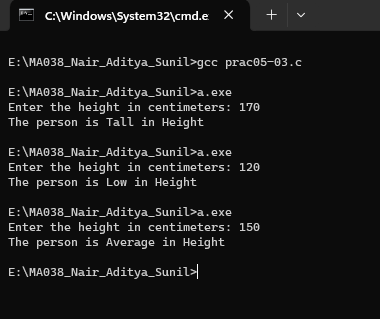 C:\Windows\System32\cmd.e
E:\MA038_Nair_Aditya_Sunil>gcc prac05-03.c
E:\MA038_Nair_Aditya_Sunil>a.exe
Enter the height in centimeters: 170
The person is Tall in Height
E:\MA038_Nair_Aditya_Sunil>a.exe
Enter the height in centimeters: 120
The person is Low in Height
E:\MA038_Nair_Aditya_Sunil>a.exe
Enter the height in centimeters: 150
The person is Average in Height
E:\MA038_Nair_Aditya_Sunil>